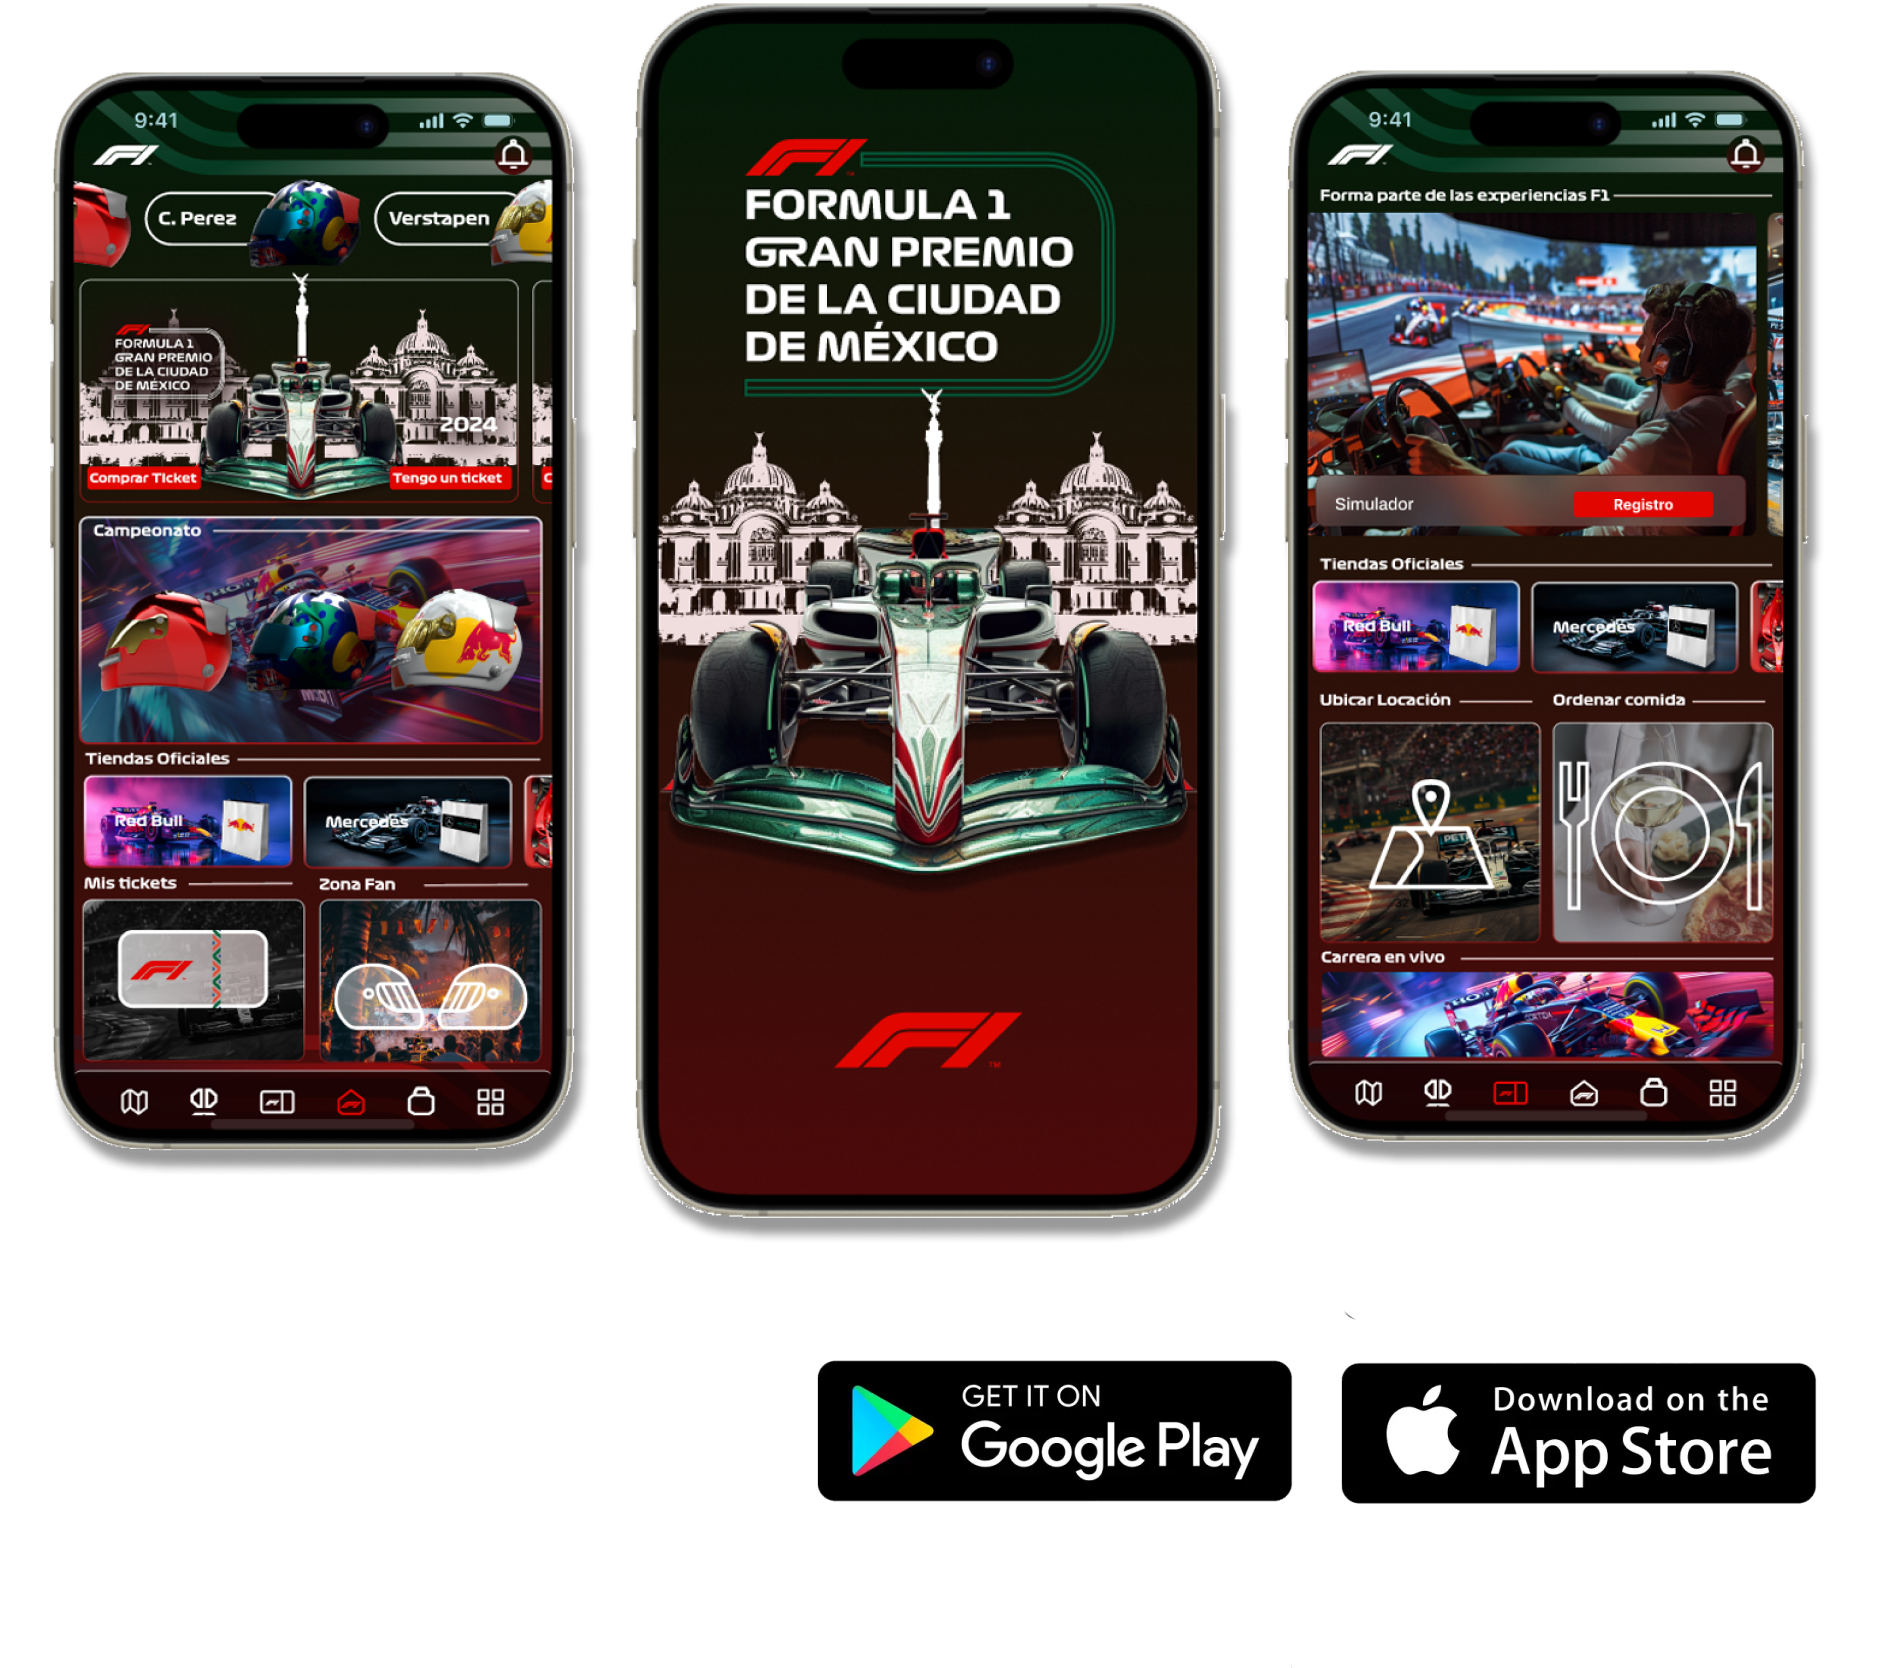 9:41
F1
C. Perez
Verstapen
F1
FORMULA 1
GRAN PREMIO
DE LA CIUDAD
DE MÉXICO
2024
Comprar Ticket
Tengo un ticket
C
Campeonato
Tiendas Oficiales
Red Bull
Mercedes
Mis tickets
Zona Fan
F1
F1
FORMULA 1
GRAN PREMIO
DE LA CIUDAD
DE MÉXICO
F1
TM
9:41
F1
Forma parte de las experiencias F1
Simulador
Registro
Tiendas Oficiales
Red Bull
Mercedes
Ubicar Locación
Ordenar comida
Carrera en vivo
GET IT ON
Google Play
Download on the
App Store